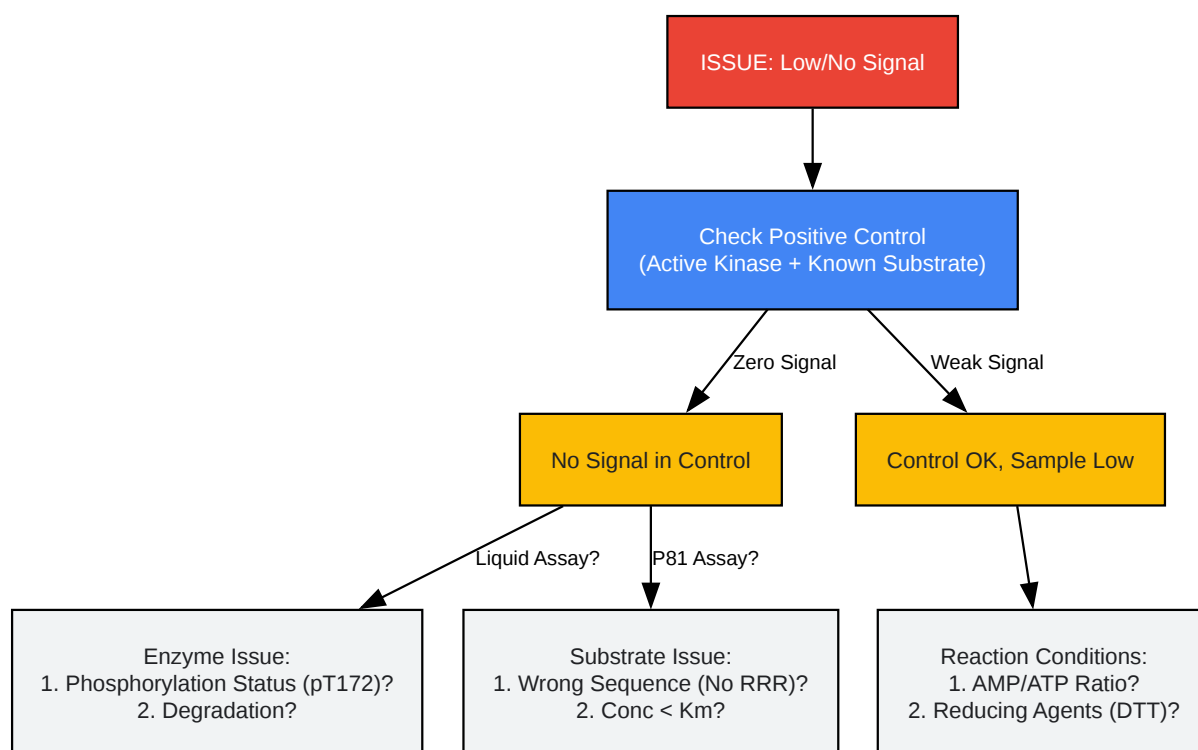 ISSUE: Low/No Signal
Check Positive Control
(Active Kinase + Known Substrate)
Zero Signal
Weak Signal
No Signal in Control
Control OK, Sample Low
Liquid Assay?
P81 Assay?
Enzyme Issue:
1. Phosphorylation Status (pT172)?
2. Degradation?
Substrate Issue:
1. Wrong Sequence (No RRR)?
2. Conc < Km?
Reaction Conditions:
1. AMP/ATP Ratio?
2. Reducing Agents (DTT)?